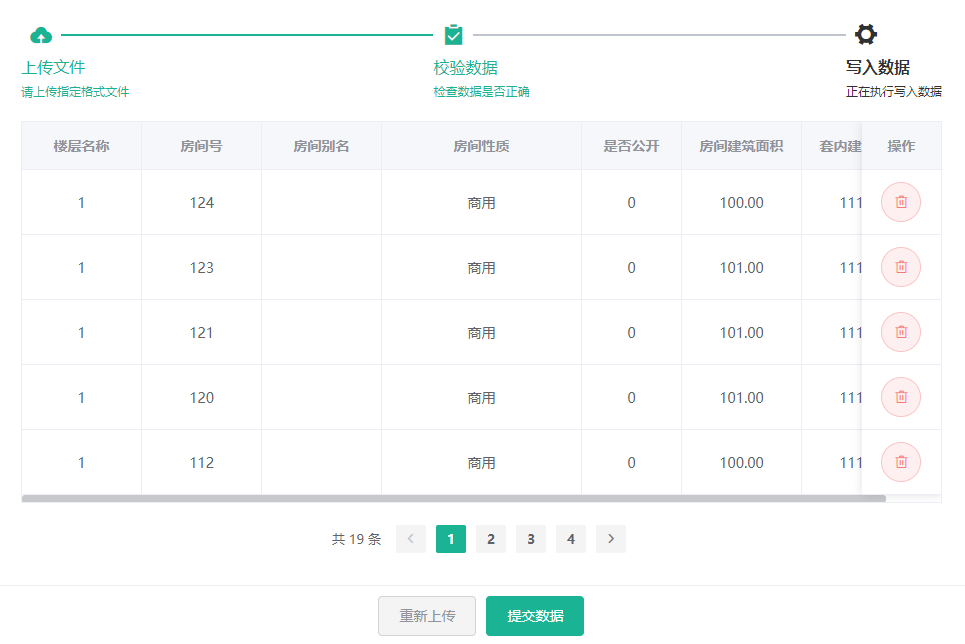 上传文件 校验数据 写入数据
请上传指定格式文件 检查数据是否正确 正在执行写入数据
楼层名称 房间号 房间别名 房间性质 是否公开 房间建筑面积 套内建 操作
1 124 商用 0 100.00 111
1 123 商用 0 101.00 111
1 121 商用 0 101.00 111
1 120 商用 0 101.00 111
1 112 商用 0 100.00 111
共 19 条 1 2 3 4
重新上传 提交数据